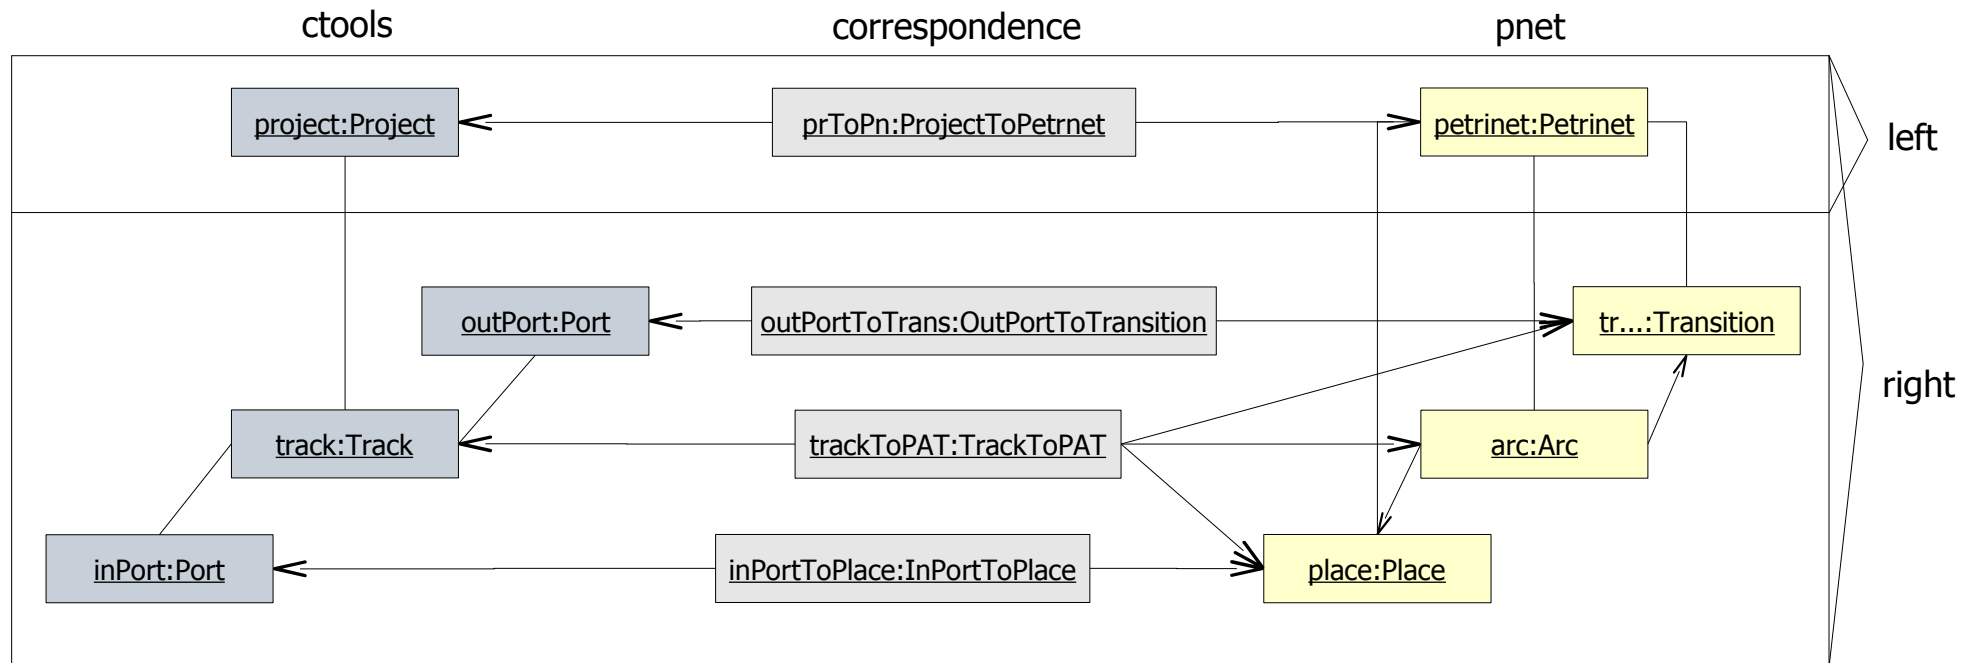 ctools
correspondence
pnet
project:Project
prToPn:ProjectToPetrnet
petrinet:Petrinet
left
outPort:Port
outPortToTrans:OutPortToTransition
tr...:Transition
right
track:Track
trackToPAT:TrackToPAT
arc:Arc
inPort:Port
inPortToPlace:InPortToPlace
place:Place